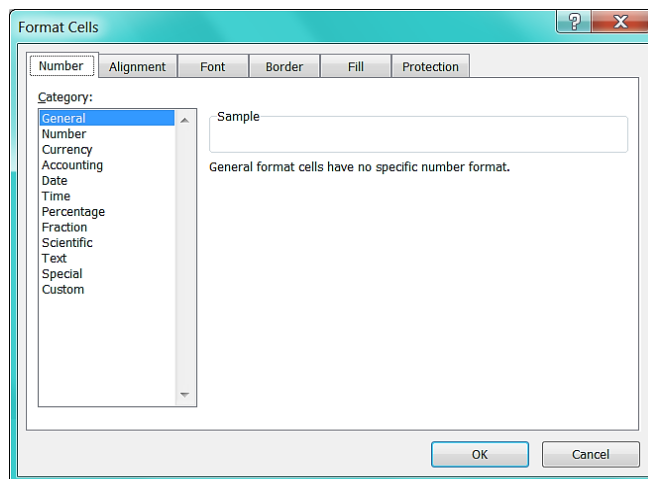 Format Cells
Number Alignment Font Border Fill Protection
Category:
General
Number
Currency
Accounting
Date
Time
Percentage
Fraction
Scientific
Text
Special
Custom
Sample
General format cells have no specific number format.
OK Cancel